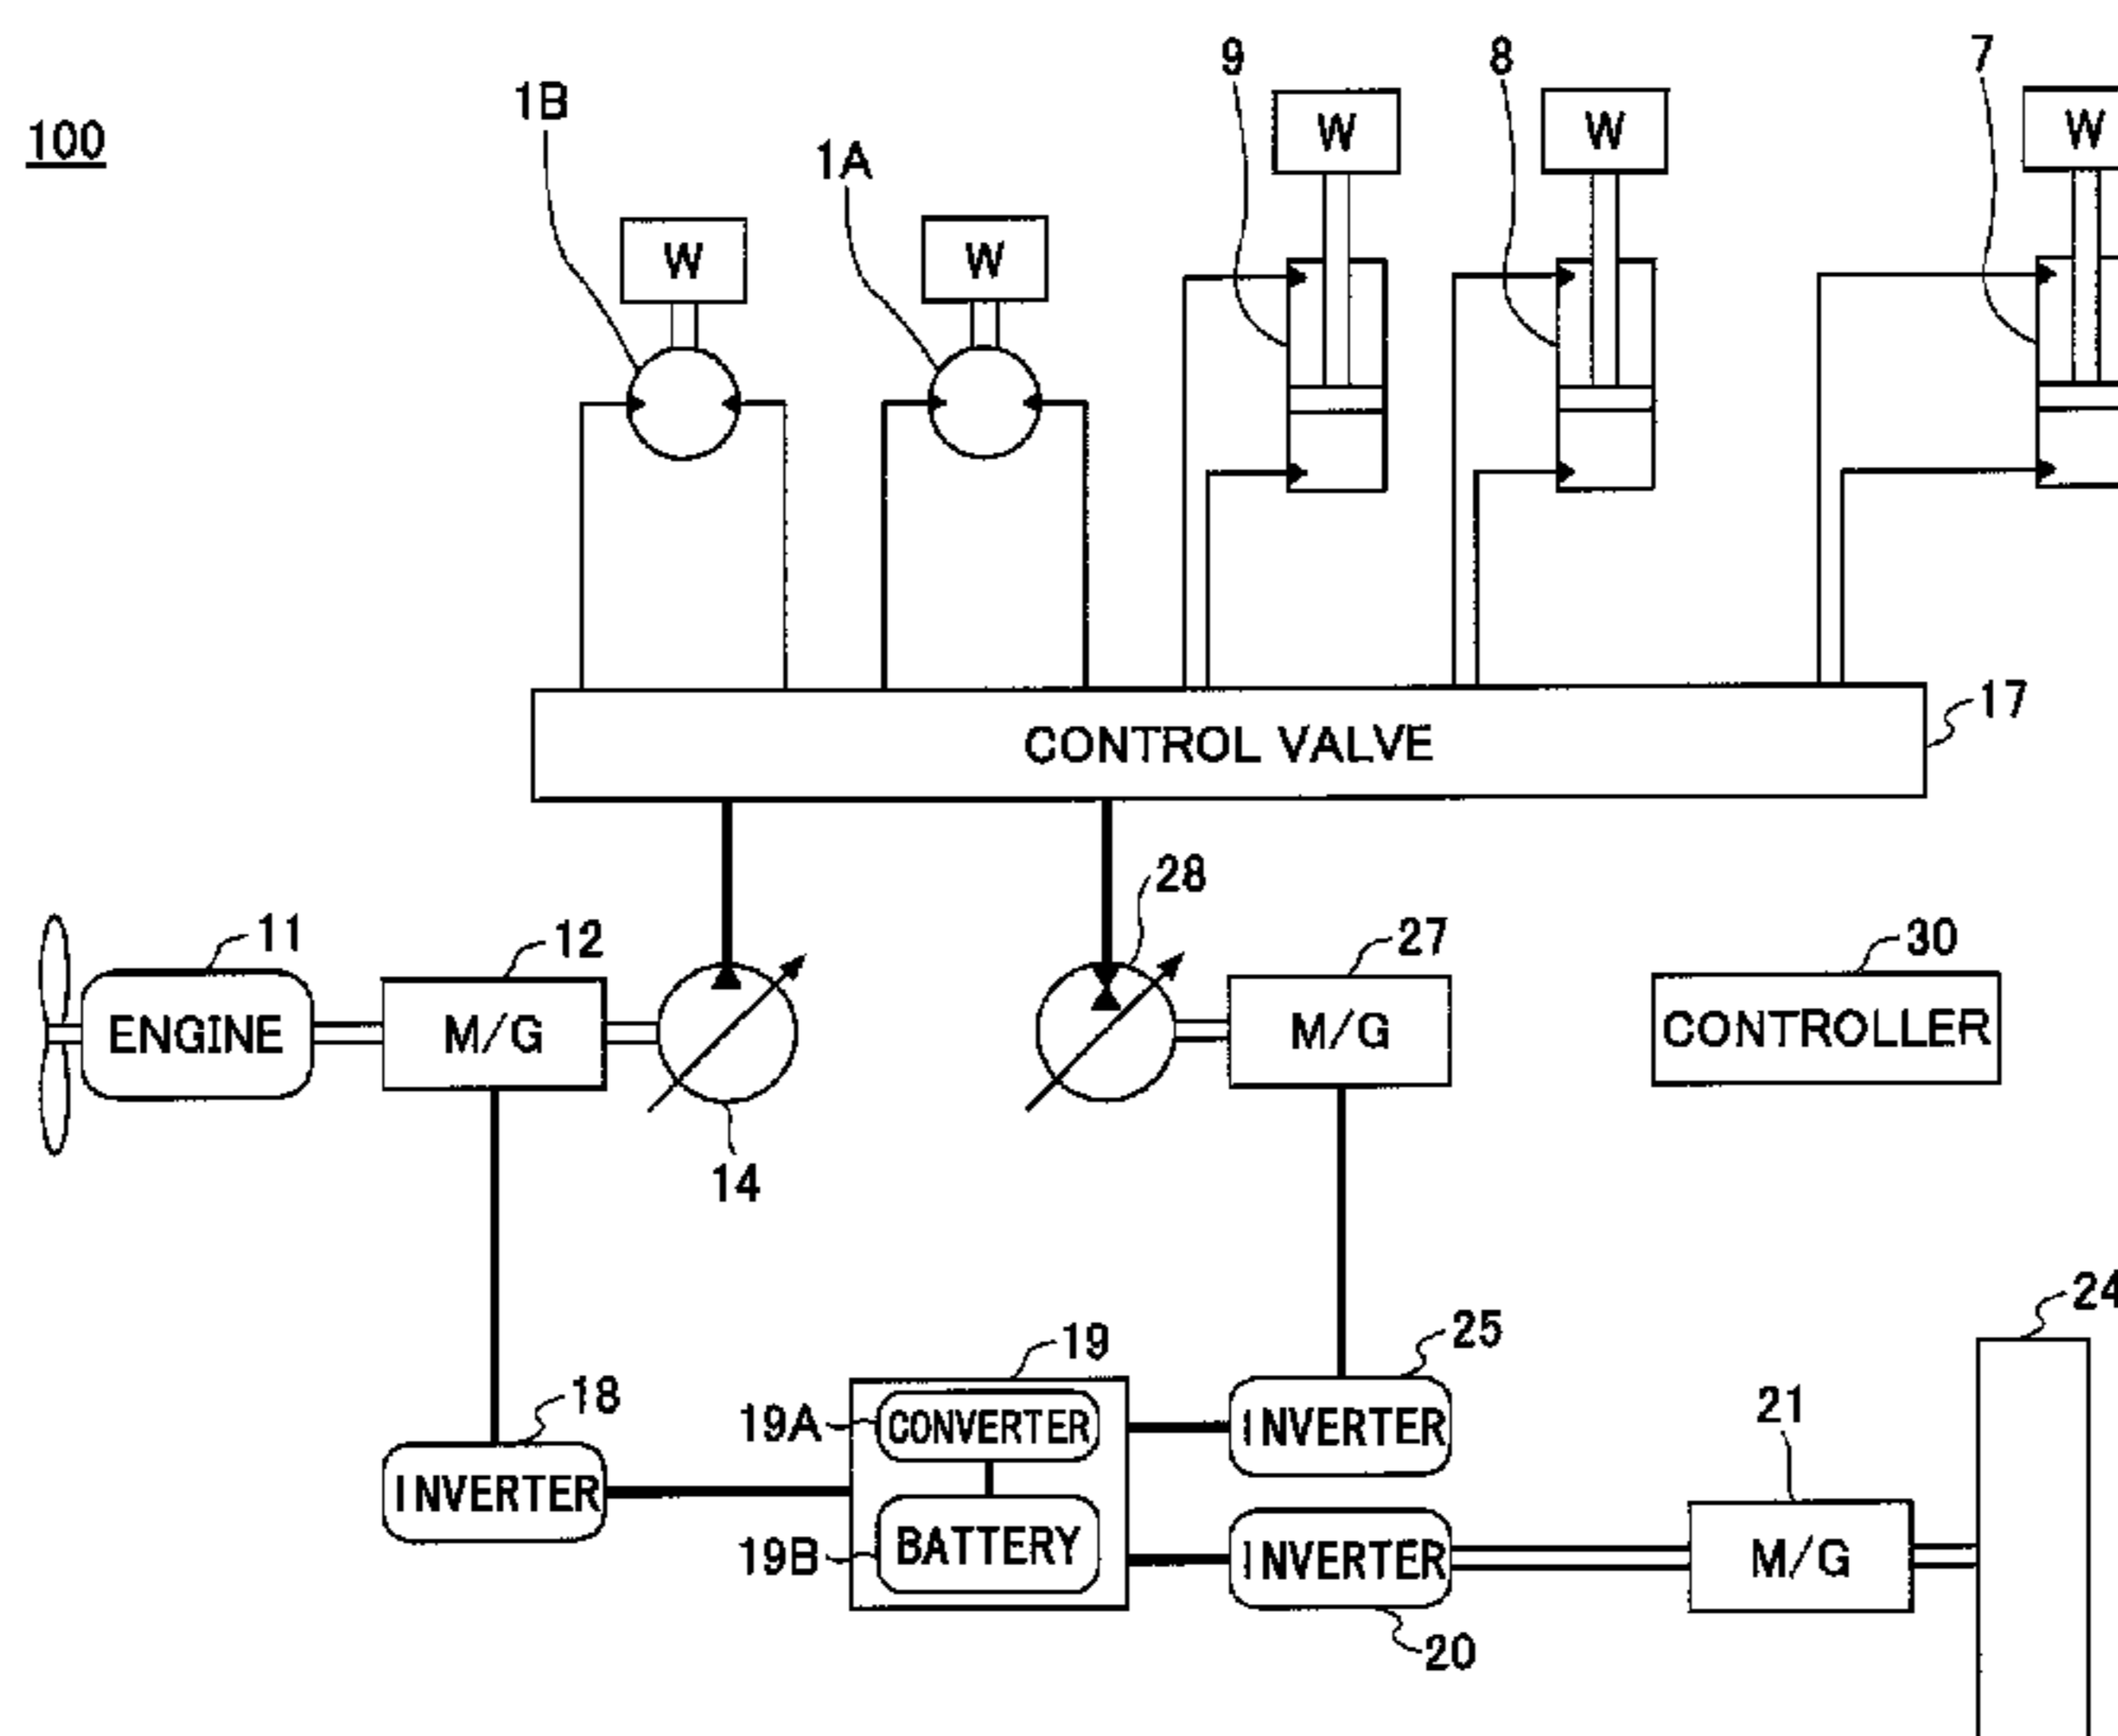 9
8
7
1B
100
1A
W
W
W
W
W
17
CONTROL VALVE
28
11
12
27
30
ENGINE
M/G
M/G
CONTROLLER
14
24
25
19
18
21
19A
CONVERTER
INVERTER
INVERTER
19B
BATTERY
INVERTER
M/G
20